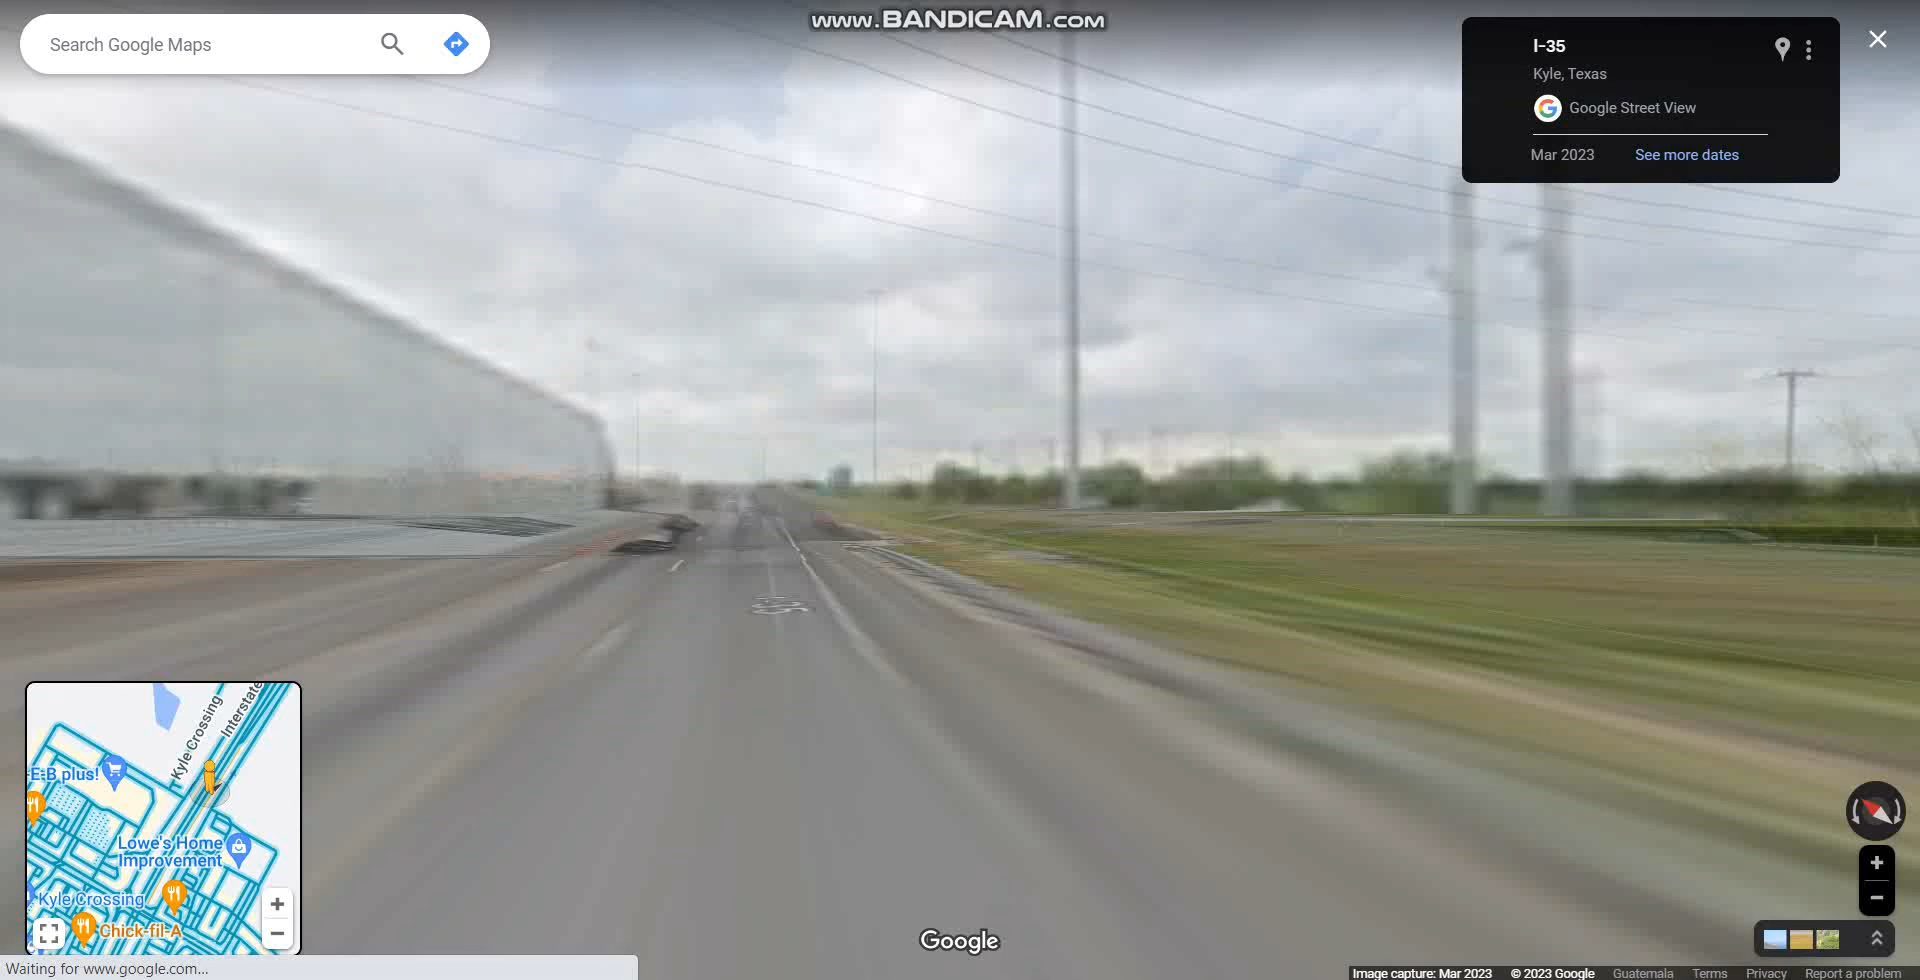 www.BANDICAM.com
Search Google Maps
I-35
Kyle, Texas
Google Street View
Mar 2023 See more dates
I-35
Kyle Crossing
Interstate
-E-B plus!
Lowe's Home
Improvement
Kyle Crossing
Chick-fil-A
Google
Waiting for www.google.com...
Image capture: Mar 2023 © 2023 Google Guatemala Terms Privacy Report a problem